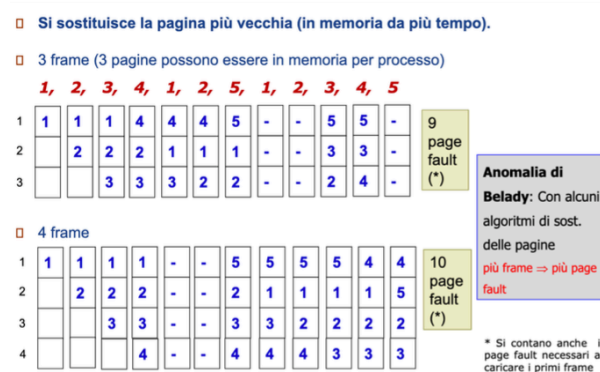 Si sostituisce la pagina più vecchia (in memoria da più tempo).
3 frame (3 pagine possono essere in memoria per processo)
1, 2, 3, 4, 1, 2, 5, 1, 2, 3, 4, 5
1 1 1 1 4 4 4 5 - - 5 5 -
2 2 2 2 1 1 1 - - 3 3 -
3 3 3 3 2 2 - - 2 4 -
9
page
fault
(*)
4 frame
1 1 1 1 1 - - 5 5 5 5 4 4
2 2 2 2 - - 2 1 1 1 1 5
3 3 3 - - 3 3 2 2 2 2
4 4 - - 4 4 4 3 3 3
10
page
fault
(*)
Anomalia di
Belady: Con alcuni
algoritmi di sost.
delle pagine
più frame ⇒ più page
fault
* Si contano anche i
page fault necessari a
caricare i primi frame